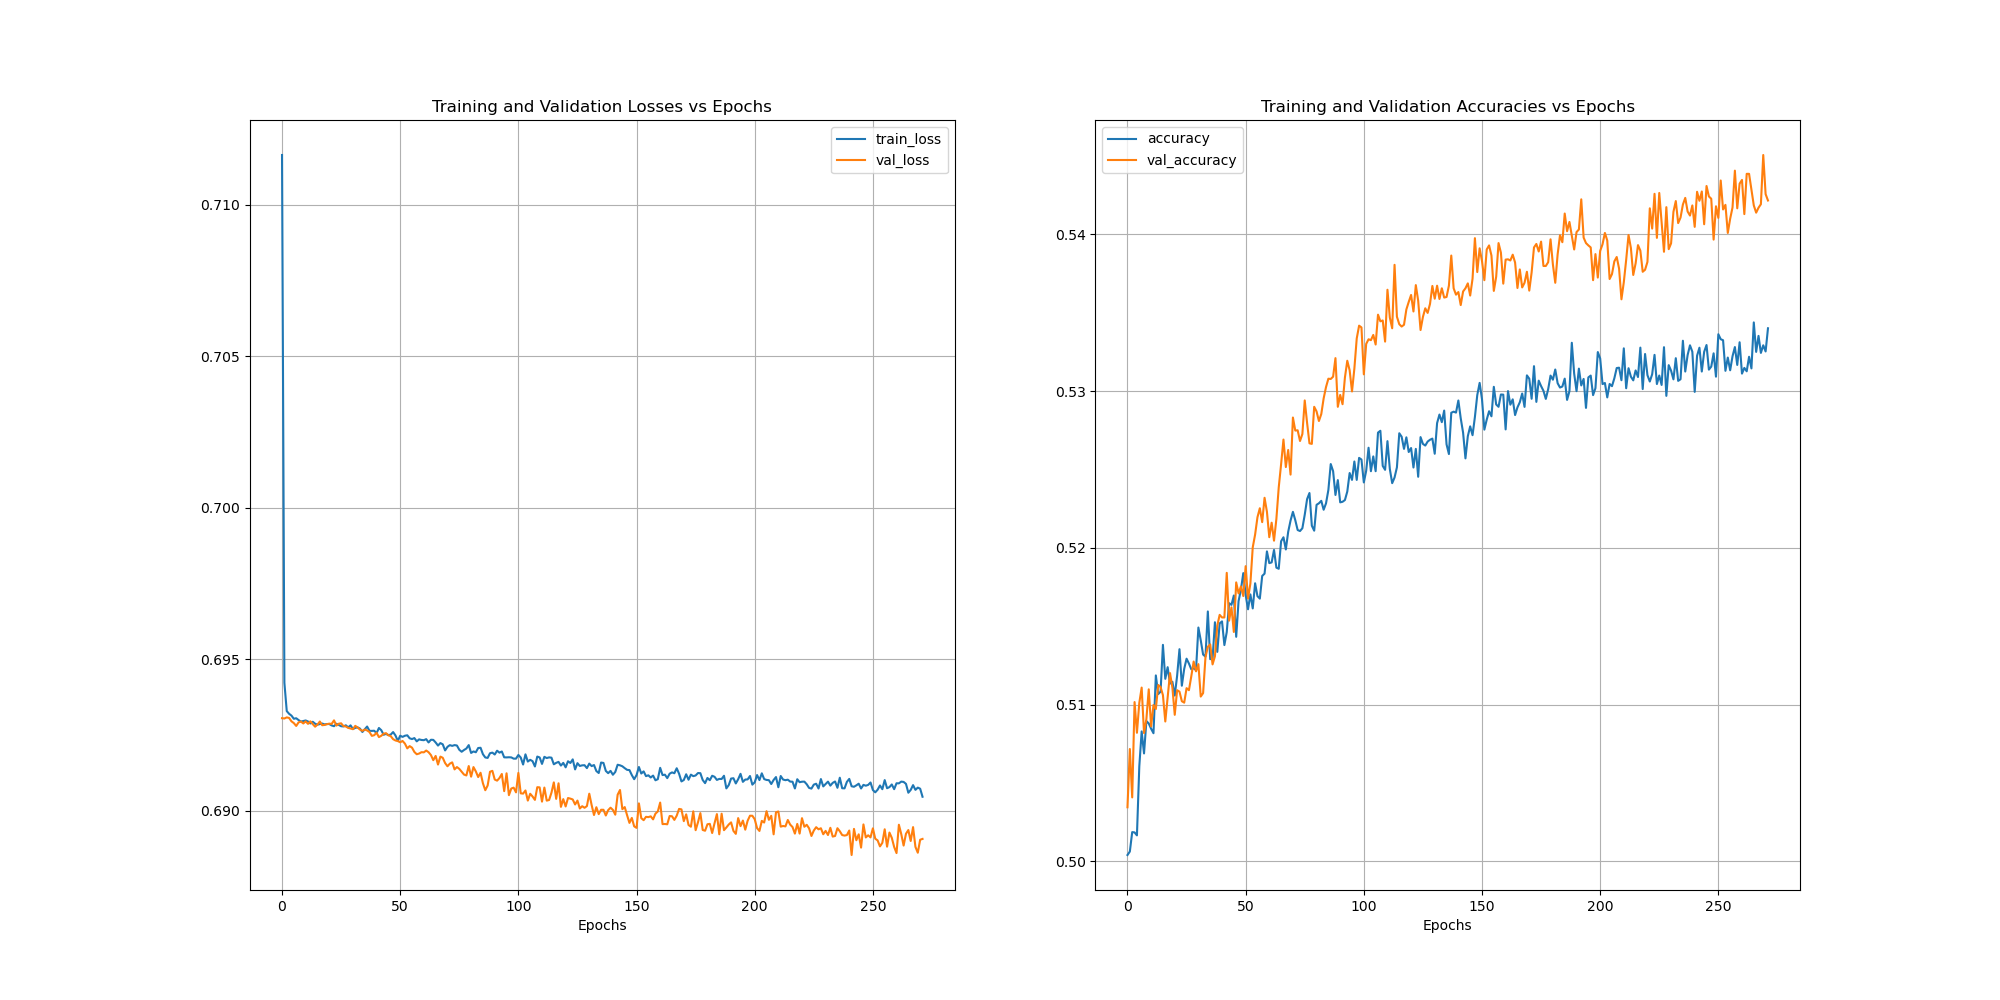 Training and Validation Losses vs Epochs
train_loss
val_loss
0.710
0.705
0.700
0.695
0.690
0 50 100 150 200 250
Epochs
Training and Validation Accuracies vs Epochs
accuracy
val_accuracy
0.54
0.53
0.52
0.51
0.50
0 50 100 150 200 250
Epochs